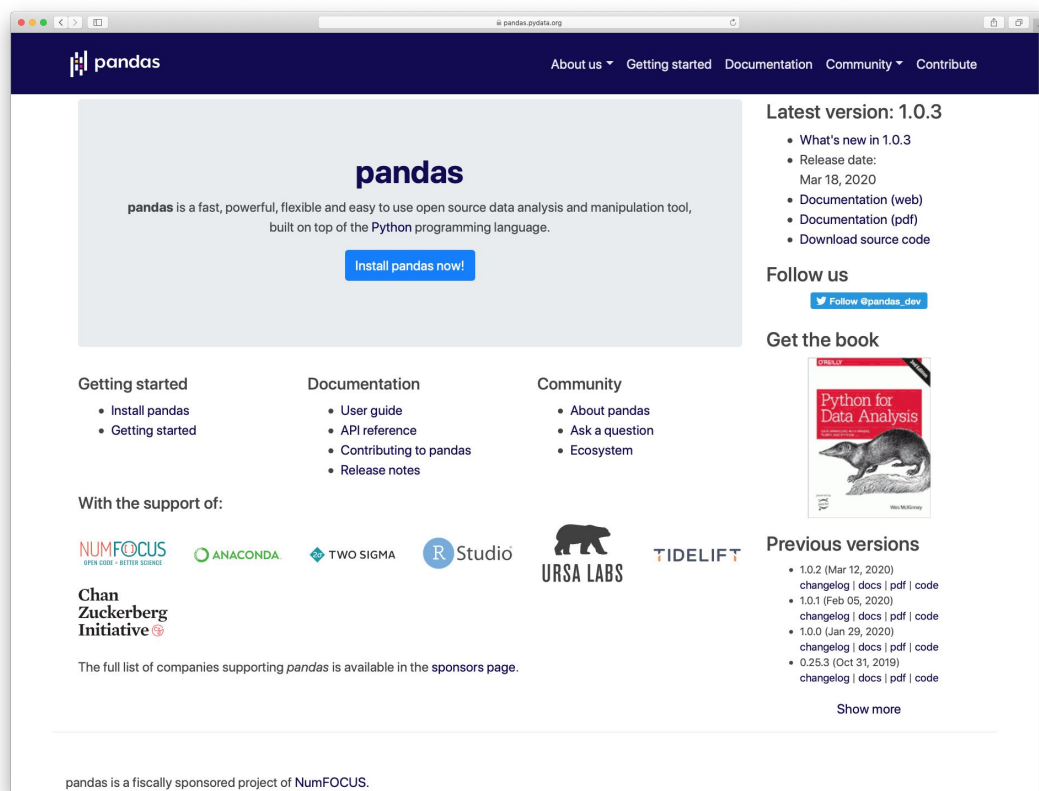 pandas.pydata.org
pandas
About us Getting started Documentation Community Contribute
pandas
pandas is a fast, powerful, flexible and easy to use open source data analysis and manipulation tool,
built on top of the Python programming language.
Install pandas now!
Getting started
• Install pandas
• Getting started
Documentation
• User guide
• API reference
• Contributing to pandas
• Release notes
Community
• About pandas
• Ask a question
• Ecosystem
With the support of:
NUMFOCUS
OPEN CODE = BETTER SCIENCE
ANACONDA.
2σ TWO SIGMA
R Studio
URSA LABS
TIDELIFT
Chan
Zuckerberg
Initiative
The full list of companies supporting pandas is available in the sponsors page.
Latest version: 1.0.3
• What's new in 1.0.3
• Release date:
Mar 18, 2020
• Documentation (web)
• Documentation (pdf)
• Download source code
Follow us
Follow @pandas_dev
Get the book
O'REILLY
2nd Edition
Python for
Data Analysis
Wes McKinney
Previous versions
• 1.0.2 (Mar 12, 2020)
changelog | docs | pdf | code
• 1.0.1 (Feb 05, 2020)
changelog | docs | pdf | code
• 1.0.0 (Jan 29, 2020)
changelog | docs | pdf | code
• 0.25.3 (Oct 31, 2019)
changelog | docs | pdf | code
Show more
pandas is a fiscally sponsored project of NumFOCUS.